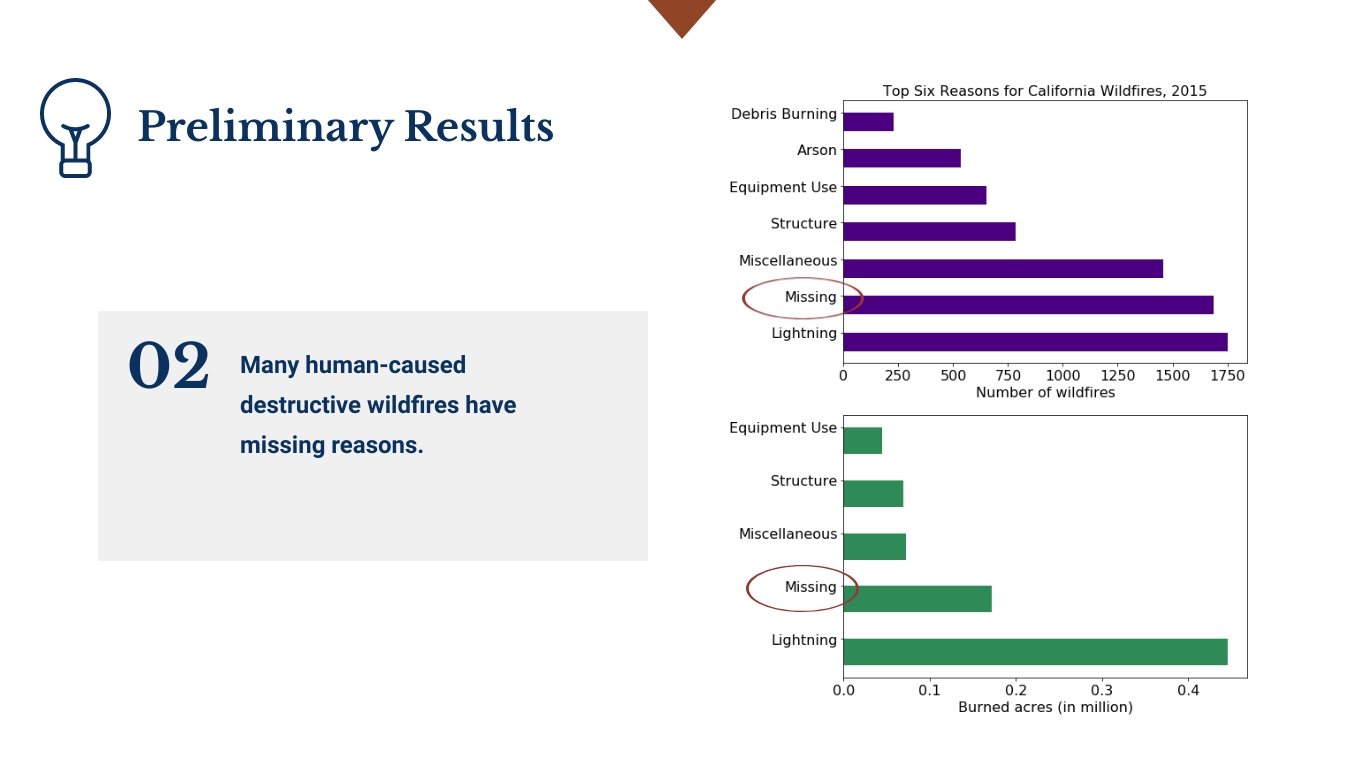 Preliminary Results
02
Many human-caused
destructive wildfires have
missing reasons.
Top Six Reasons for California Wildfires, 2015
Debris Burning
Arson
Equipment Use
Structure
Miscellaneous
Missing
Lightning
0 250 500 750 1000 1250 1500 1750
Number of wildfires
Equipment Use
Structure
Miscellaneous
Missing
Lightning
0.0 0.1 0.2 0.3 0.4
Burned acres (in million)